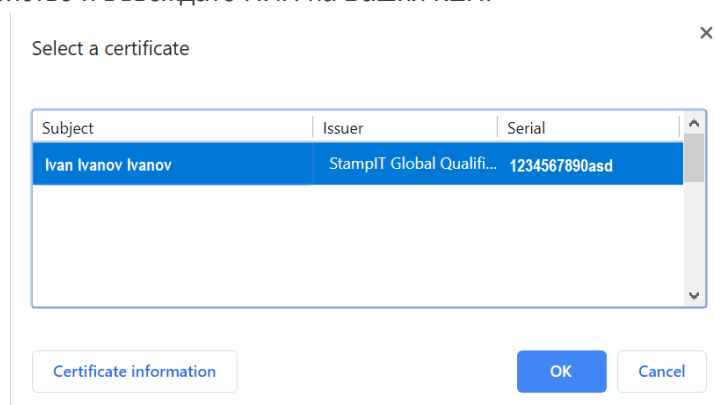 Select a certificate
Subject Issuer Serial
Ivan Ivanov Ivanov StampIT Global Qualifi... 1234567890asd
Certificate information OK Cancel